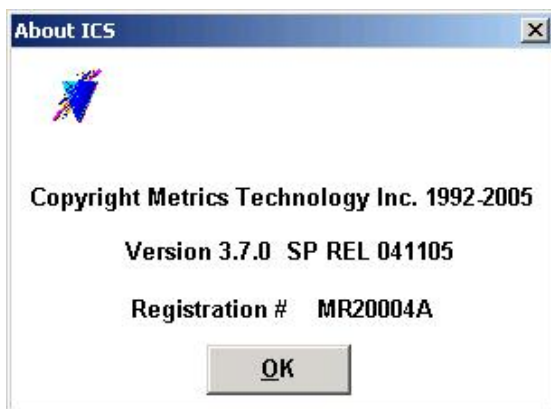 About ICS
Copyright Metrics Technology Inc. 1992-2005
Version 3.7.0 SP REL 041105
Registration # MR20004A
OK